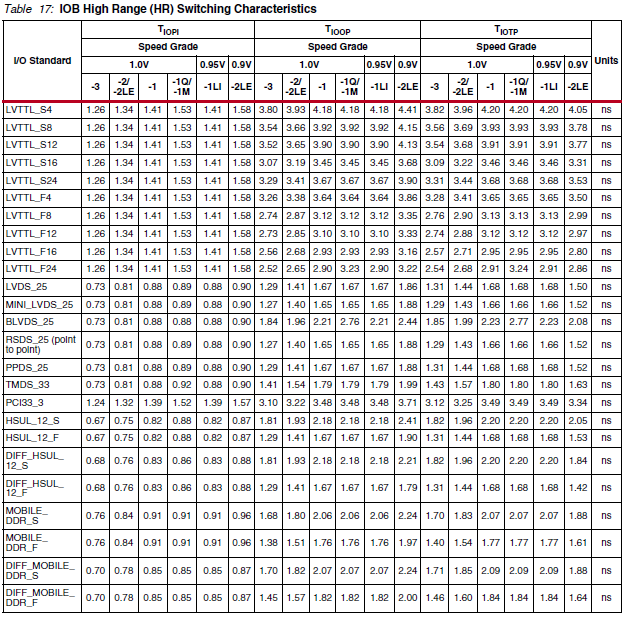 Table 17: IOB High Range (HR) Switching Characteristics
I/O Standard TIOPI TIOOP TIOTP Units
Speed Grade Speed Grade Speed Grade
1.0V 0.95V 0.9V 1.0V 0.95V 0.9V 1.0V 0.95V 0.9V
-3 -2/-2LE -1 -1Q/-1M -1LI -2LE -3 -2/-2LE -1 -1Q/-1M -1LI -2LE -3 -2/-2LE -1 -1Q/-1M -1LI -2LE
LVTTL_S4 1.26 1.34 1.41 1.53 1.41 1.58 3.80 3.93 4.18 4.18 4.18 4.41 3.82 3.96 4.20 4.20 4.20 4.05 ns
LVTTL_S8 1.26 1.34 1.41 1.53 1.41 1.58 3.54 3.66 3.92 3.92 3.92 4.15 3.56 3.69 3.93 3.93 3.93 3.78 ns
LVTTL_S12 1.26 1.34 1.41 1.53 1.41 1.58 3.52 3.65 3.90 3.90 3.90 4.13 3.54 3.68 3.91 3.91 3.91 3.77 ns
LVTTL_S16 1.26 1.34 1.41 1.53 1.41 1.58 3.07 3.19 3.45 3.45 3.45 3.68 3.09 3.22 3.46 3.46 3.46 3.31 ns
LVTTL_S24 1.26 1.34 1.41 1.53 1.41 1.58 3.29 3.41 3.67 3.67 3.67 3.90 3.31 3.44 3.68 3.68 3.68 3.53 ns
LVTTL_F4 1.26 1.34 1.41 1.53 1.41 1.58 3.26 3.38 3.64 3.64 3.64 3.86 3.28 3.41 3.65 3.65 3.65 3.50 ns
LVTTL_F8 1.26 1.34 1.41 1.53 1.41 1.58 2.74 2.87 3.12 3.12 3.12 3.35 2.76 2.90 3.13 3.13 3.13 2.99 ns
LVTTL_F12 1.26 1.34 1.41 1.53 1.41 1.58 2.73 2.85 3.10 3.10 3.10 3.33 2.74 2.88 3.12 3.12 3.12 2.97 ns
LVTTL_F16 1.26 1.34 1.41 1.53 1.41 1.58 2.56 2.68 2.93 2.93 2.93 3.16 2.57 2.71 2.95 2.95 2.95 2.80 ns
LVTTL_F24 1.26 1.34 1.41 1.53 1.41 1.58 2.52 2.65 2.90 3.23 2.90 3.22 2.54 2.68 2.91 3.24 2.91 2.86 ns
LVDS_25 0.73 0.81 0.88 0.89 0.88 0.90 1.29 1.41 1.67 1.67 1.67 1.86 1.31 1.44 1.68 1.68 1.68 1.50 ns
MINI_LVDS_25 0.73 0.81 0.88 0.89 0.88 0.90 1.27 1.40 1.65 1.65 1.65 1.88 1.29 1.43 1.66 1.66 1.66 1.52 ns
BLVDS_25 0.73 0.81 0.88 0.88 0.88 0.90 1.84 1.96 2.21 2.76 2.21 2.44 1.85 1.99 2.23 2.77 2.23 2.08 ns
RSDS_25 (point
to point) 0.73 0.81 0.88 0.89 0.88 0.90 1.27 1.40 1.65 1.65 1.65 1.88 1.29 1.43 1.66 1.66 1.66 1.52 ns
PPDS_25 0.73 0.81 0.88 0.89 0.88 0.90 1.29 1.41 1.67 1.67 1.67 1.88 1.31 1.44 1.68 1.68 1.68 1.52 ns
TMDS_33 0.73 0.81 0.88 0.92 0.88 0.90 1.41 1.54 1.79 1.79 1.79 1.99 1.43 1.57 1.80 1.80 1.80 1.63 ns
PCI33_3 1.24 1.32 1.39 1.52 1.39 1.57 3.10 3.22 3.48 3.48 3.48 3.71 3.12 3.25 3.49 3.49 3.49 3.34 ns
HSUL_12_S 0.67 0.75 0.82 0.88 0.82 0.87 1.81 1.93 2.18 2.18 2.18 2.41 1.82 1.96 2.20 2.20 2.20 2.05 ns
HSUL_12_F 0.67 0.75 0.82 0.88 0.82 0.87 1.29 1.41 1.67 1.67 1.67 1.90 1.31 1.44 1.68 1.68 1.68 1.53 ns
DIFF_HSUL_
12_S 0.68 0.76 0.83 0.86 0.83 0.88 1.81 1.93 2.18 2.18 2.18 2.21 1.82 1.96 2.20 2.20 2.20 1.84 ns
DIFF_HSUL_
12_F 0.68 0.76 0.83 0.86 0.83 0.88 1.29 1.41 1.67 1.67 1.67 1.79 1.31 1.44 1.68 1.68 1.68 1.42 ns
MOBILE_
DDR_S 0.76 0.84 0.91 0.91 0.91 0.96 1.68 1.80 2.06 2.06 2.06 2.24 1.70 1.83 2.07 2.07 2.07 1.88 ns
MOBILE_
DDR_F 0.76 0.84 0.91 0.91 0.91 0.96 1.38 1.51 1.76 1.76 1.76 1.97 1.40 1.54 1.77 1.77 1.77 1.61 ns
DIFF_MOBILE_
DDR_S 0.70 0.78 0.85 0.85 0.85 0.87 1.70 1.82 2.07 2.07 2.07 2.24 1.71 1.85 2.09 2.09 2.09 1.88 ns
DIFF_MOBILE_
DDR_F 0.70 0.78 0.85 0.85 0.85 0.87 1.45 1.57 1.82 1.82 1.82 2.00 1.46 1.60 1.84 1.84 1.84 1.64 ns